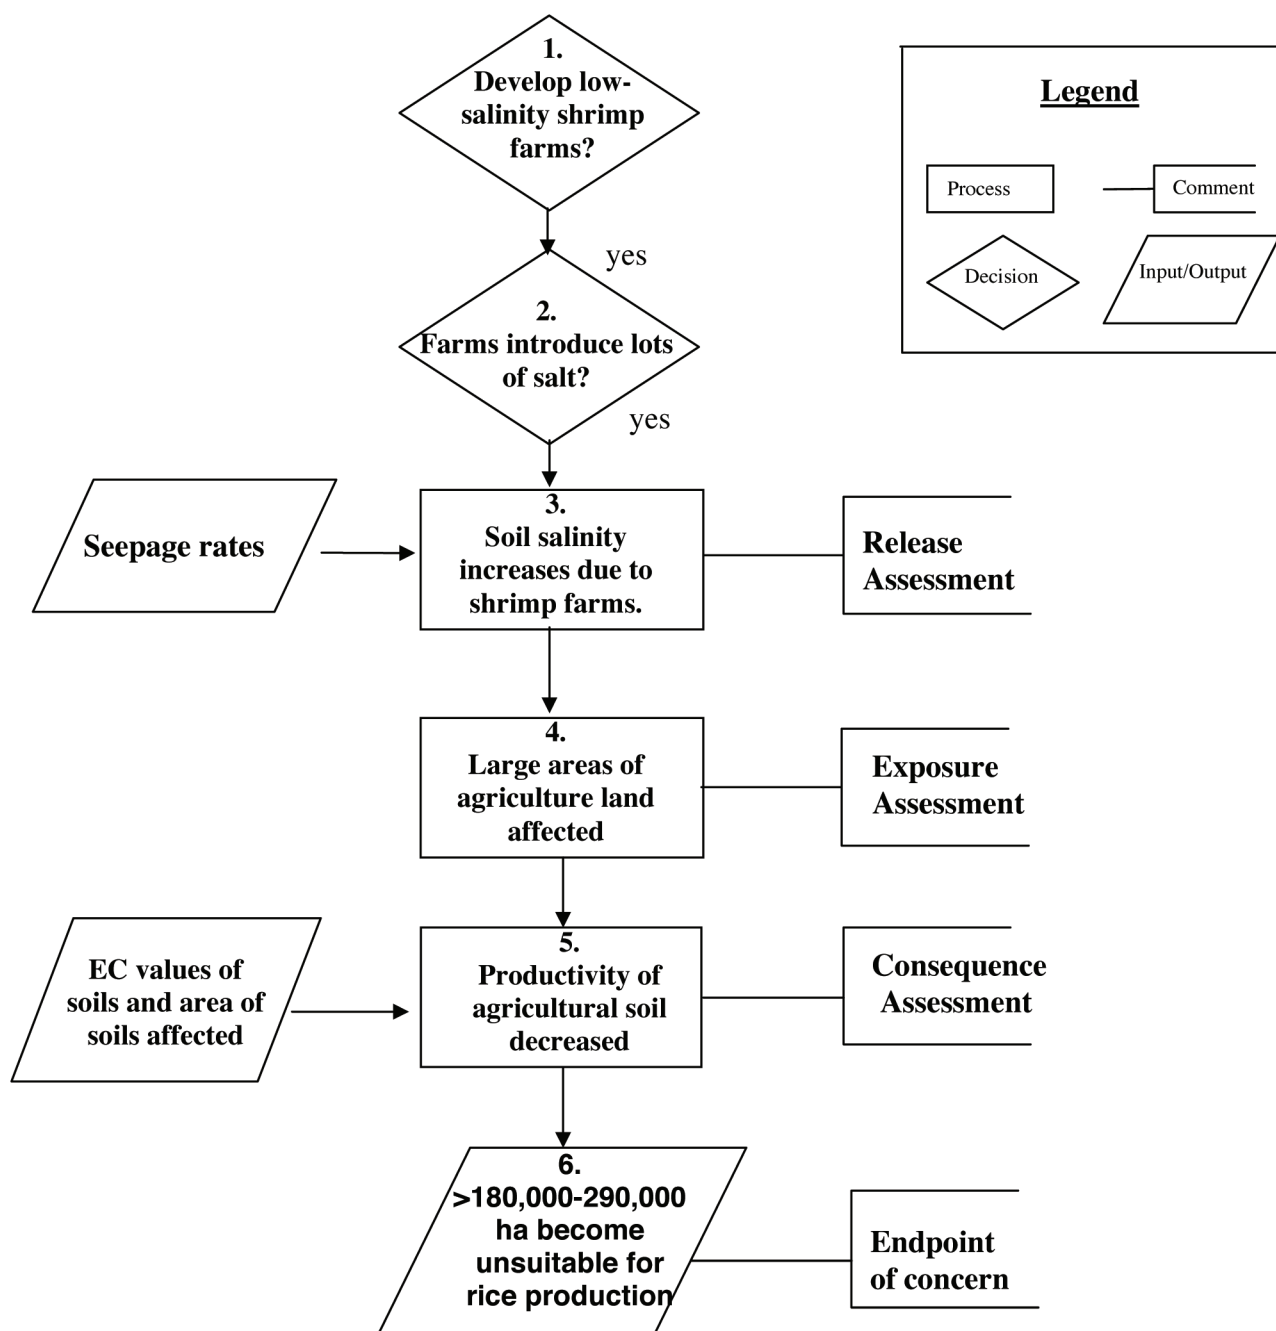 1.
Develop low-
salinity shrimp
farms?
yes
2.
Farms introduce lots
of salt?
yes
Legend
Process
Comment
Decision
Input/Output
Seepage rates
3.
Soil salinity
increases due to
shrimp farms.
Release
Assessment
4.
Large areas of
agriculture land
affected
Exposure
Assessment
EC values of
soils and area of
soils affected
5.
Productivity of
agricultural soil
decreased
Consequence
Assessment
6.
>180,000-290,000
ha become
unsuitable for
rice production
Endpoint
of concern